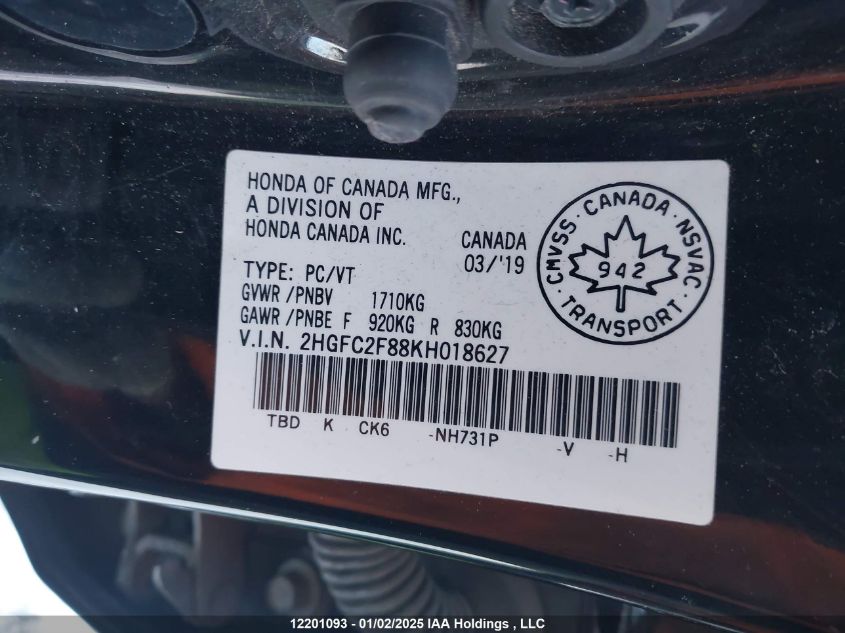 HONDA OF CANADA MFG.,
A DIVISION OF
HONDA CANADA INC.
CANADA
03/'19
TYPE: PC/VT
GVWR /PNBV 1710KG
GAWR /PNBE F 920KG R 830KG
V.I.N. 2HGFC2F88KH018627
TBD K CK6 -NH731P -V -H
CMVSS · CANADA · NSVAC
942
TRANSPORT
12201093 - 01/02/2025 IAA Holdings , LLC